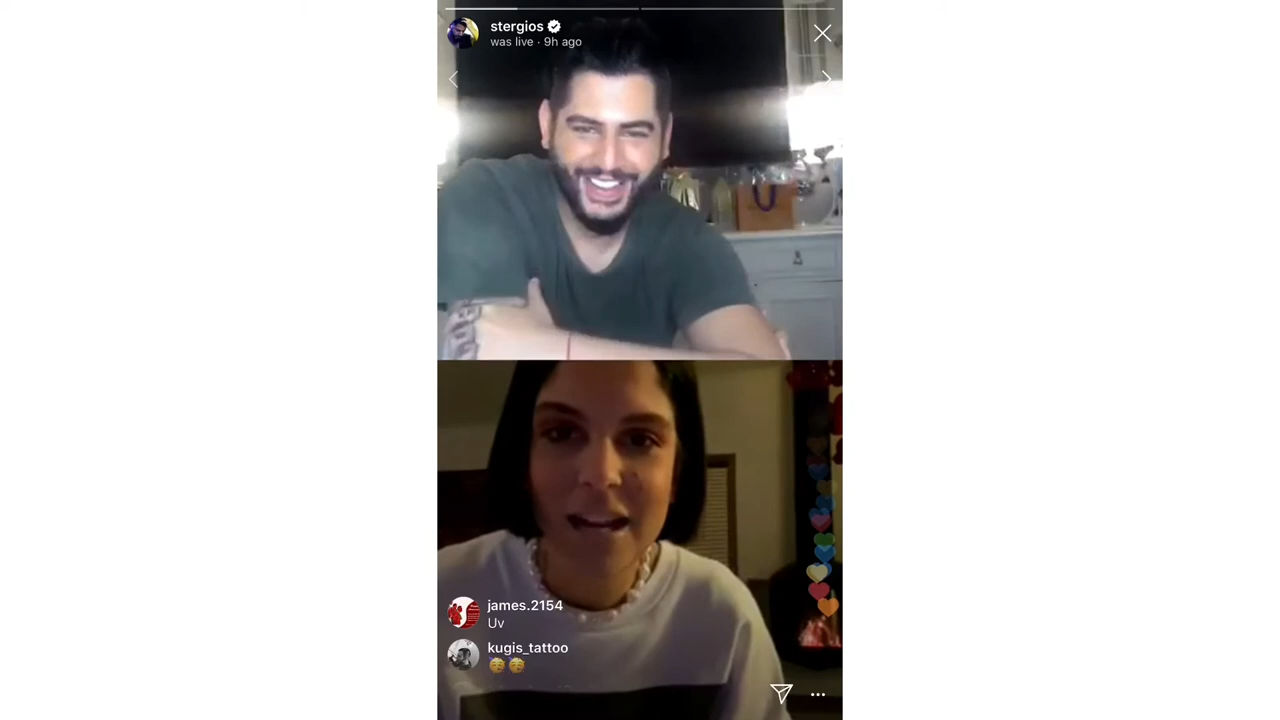 stergios
was live · 9h ago
james.2154
Uv
kugis_tattoo
🥳🥳